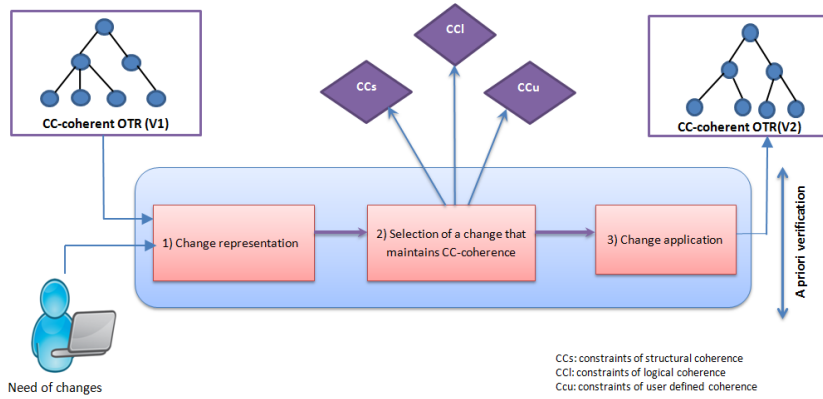 CC-coherent OTR (V1)
CCs
CCl
CCu
CC-coherent OTR(V2)
1) Change representation
2) Selection of a change that
maintains CC-coherence
3) Change application
A priori verification
Need of changes
CCs: constraints of structural coherence
CCl: constraints of logical coherence
Ccu: constraints of user defined coherence